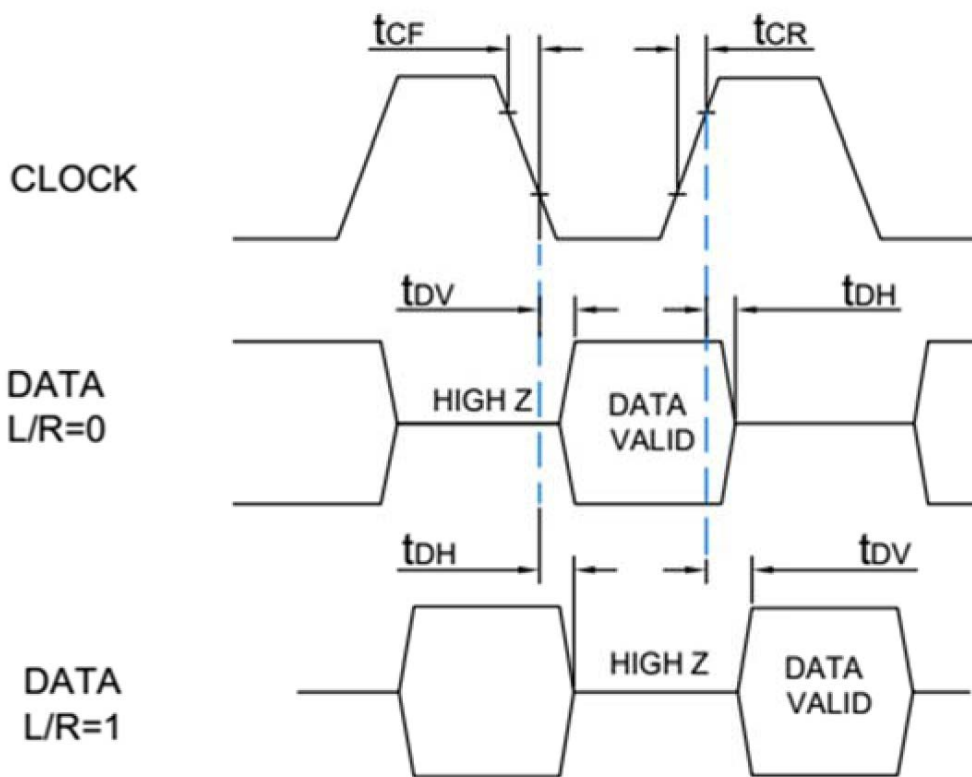 tCF
tCR
CLOCK
tDV
tDH
DATA
L/R=0
HIGH Z
DATA
VALID
tDH
tDV
DATA
L/R=1
HIGH Z
DATA
VALID